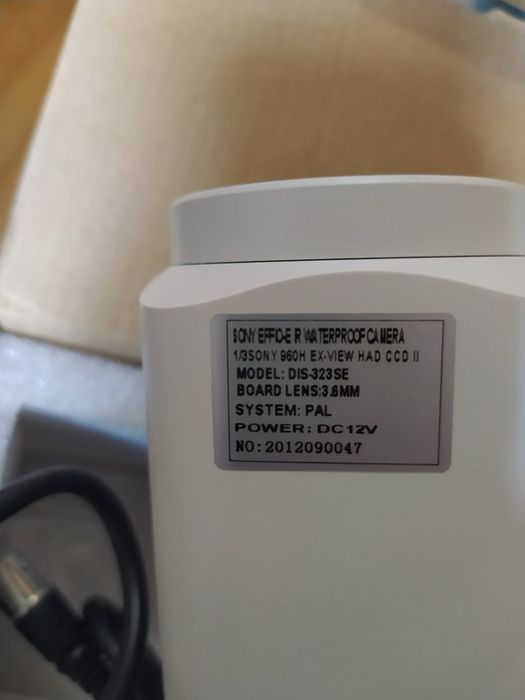 SONY EFFIO-E IR WATERPROOF CAMERA
1/3SONY 960H EX-VIEW HAD CCD II
MODEL: DIS-323SE
BOARD LENS:3.6MM
SYSTEM: PAL
POWER: DC12V
NO:2012090047